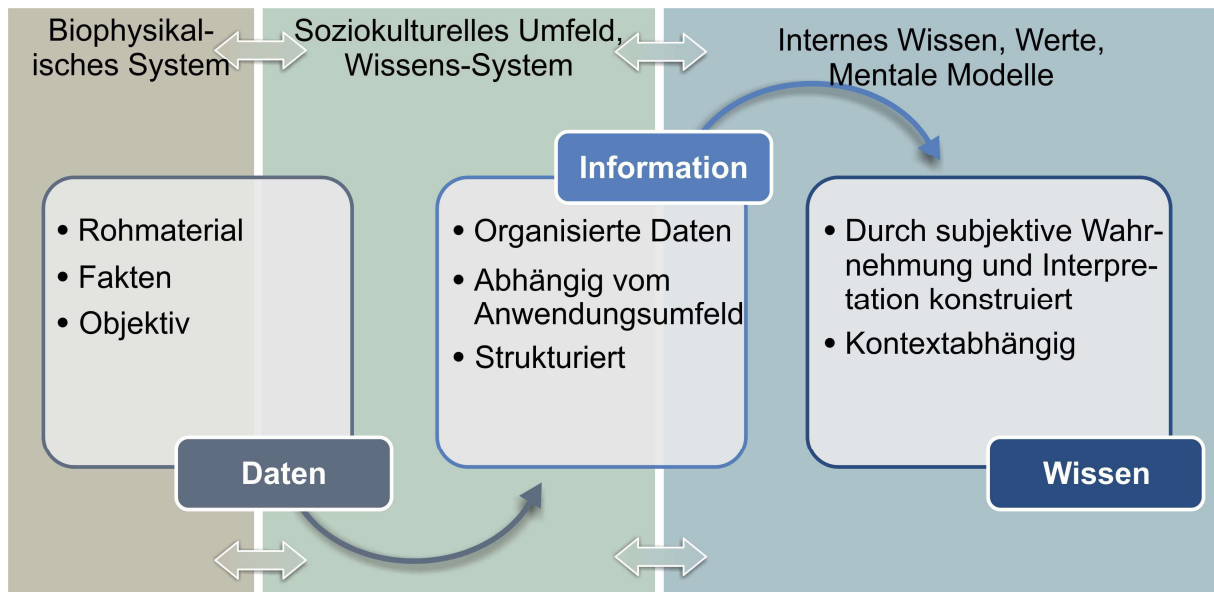 Biophysikal-
isches System
Soziokulturelles Umfeld,
Wissens-System
Internes Wissen, Werte,
Mentale Modelle
• Rohmaterial
• Fakten
• Objektiv
Daten
Information
• Organisierte Daten
• Abhängig vom
Anwendungsumfeld
• Strukturiert
• Durch subjektive Wahr-
nehmung und Interpre-
tation konstruiert
• Kontextabhängig
Wissen